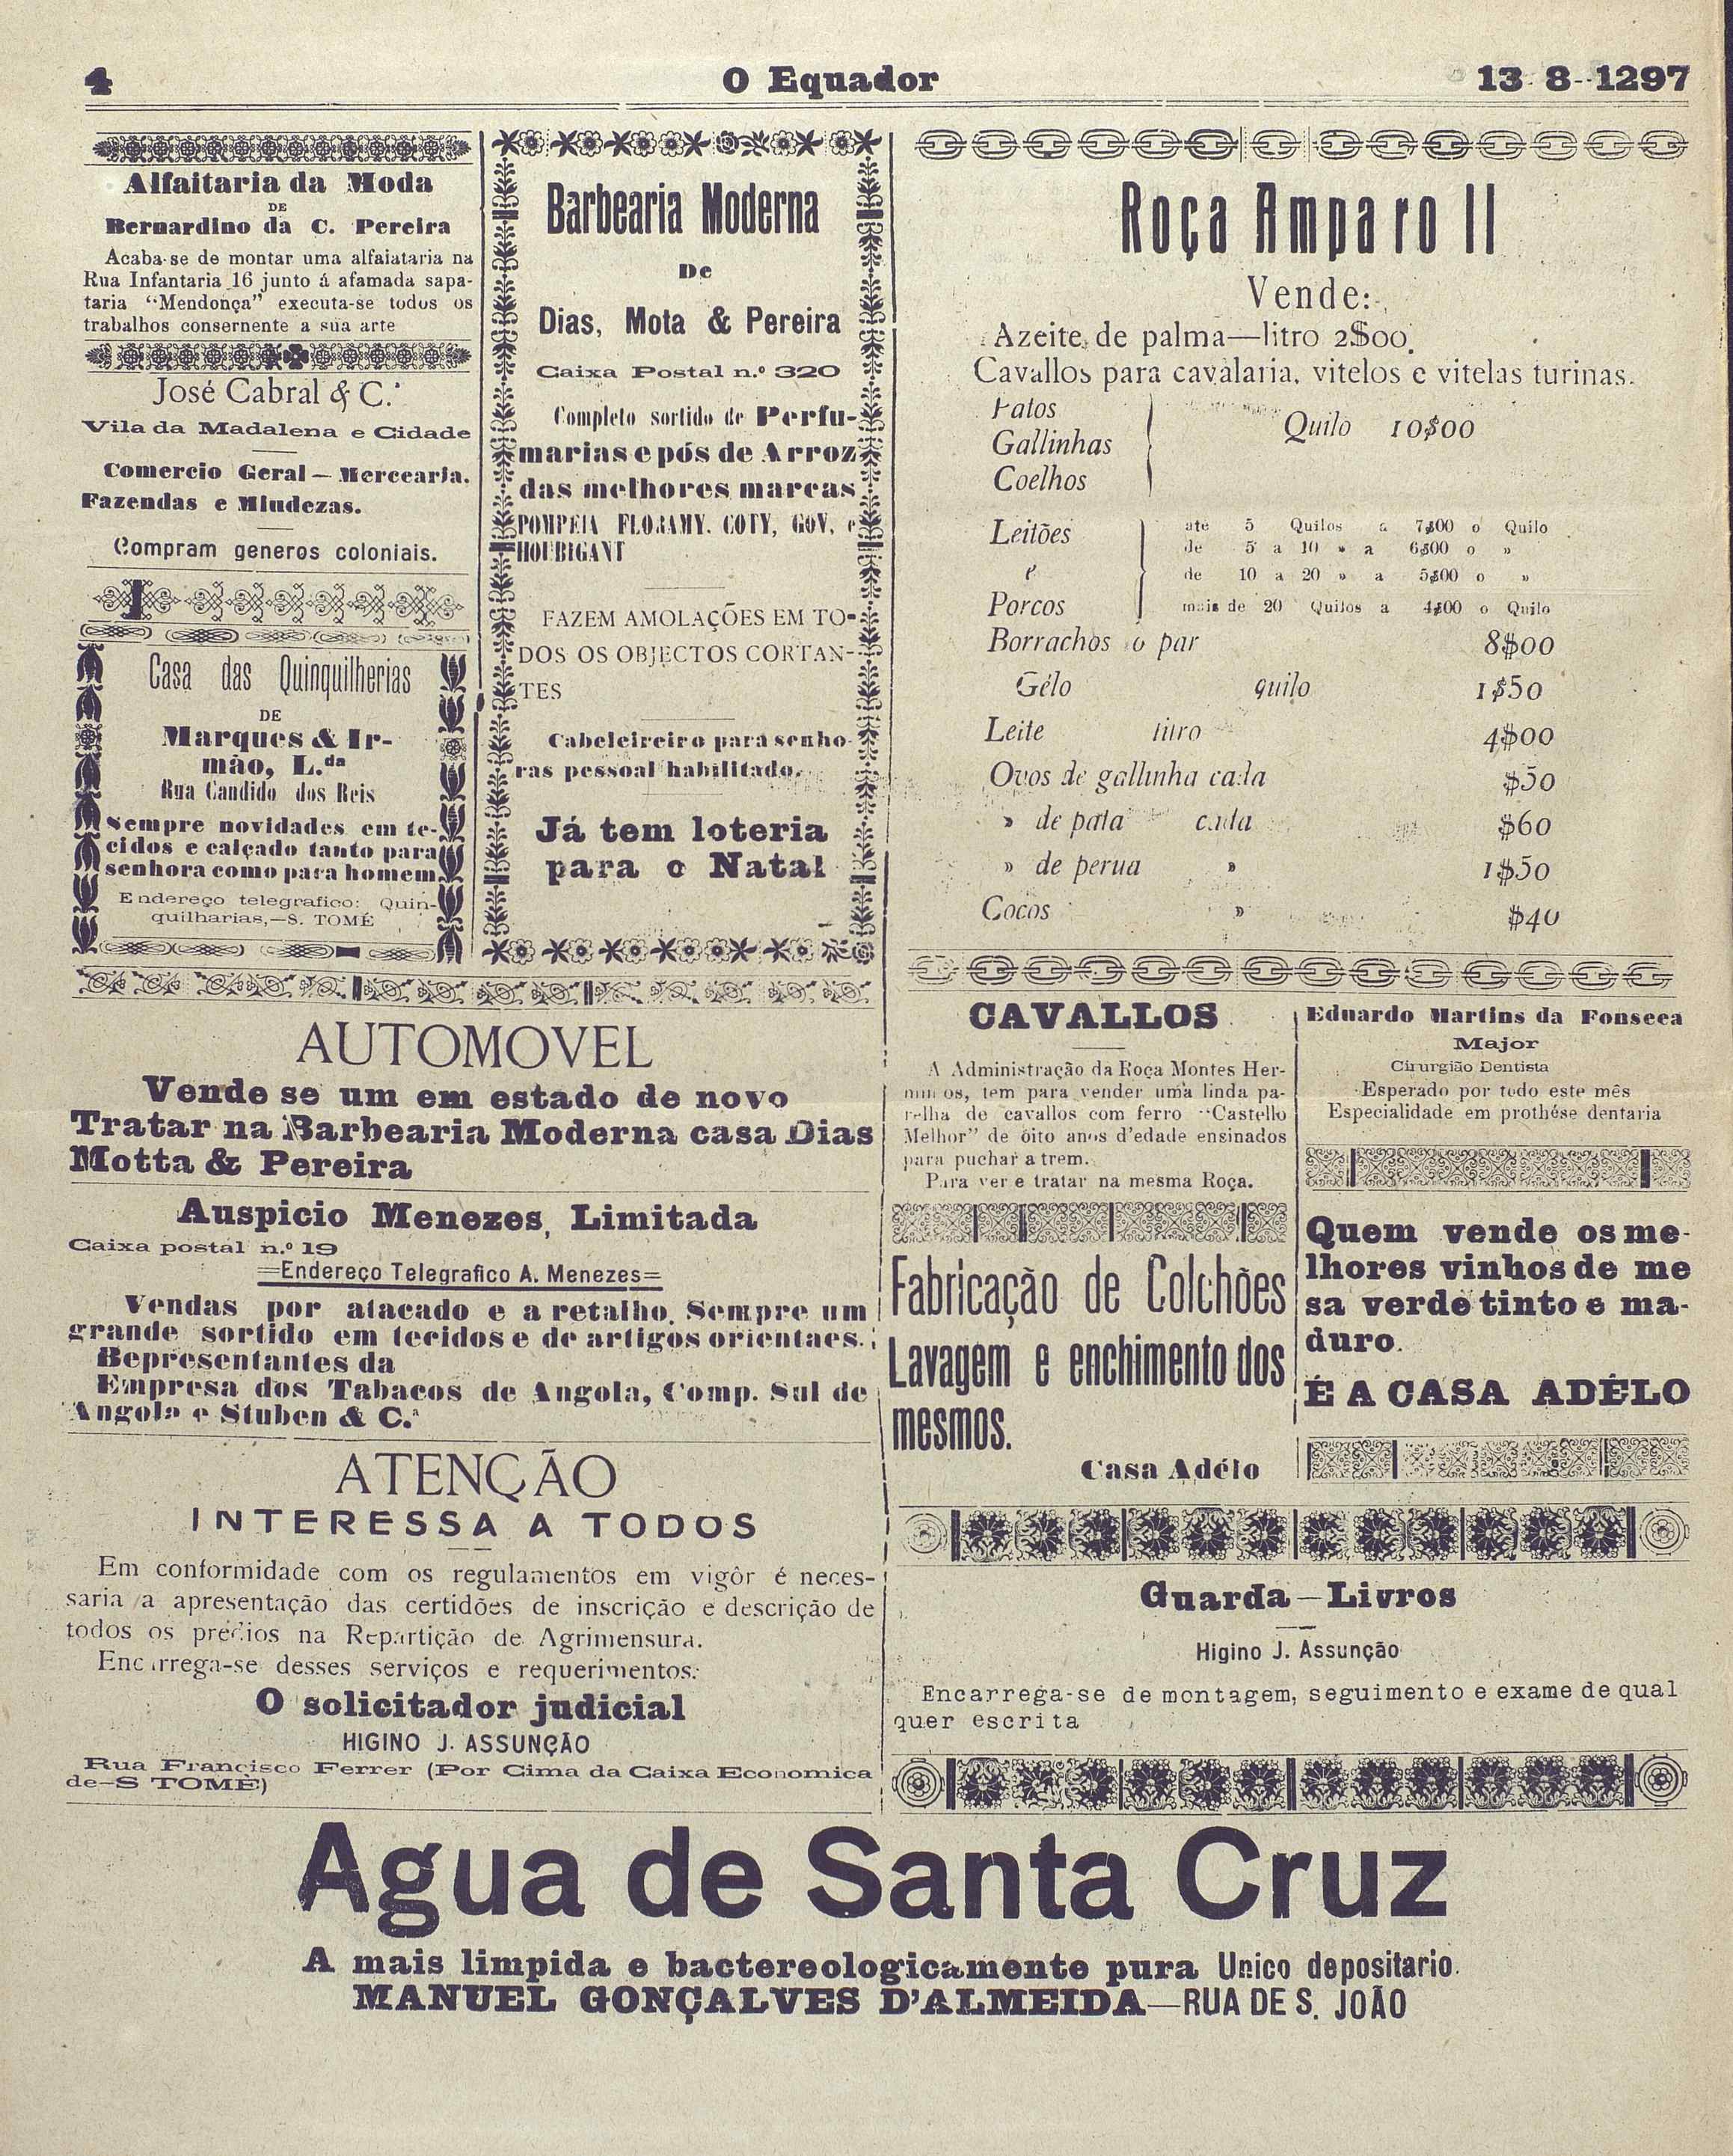 4
O Equador
13-8-1297
Alfaitaria da Moda
DE
Bernardino da C. Pereira
Acaba-se de montar uma alfaiataria na
Rua Infantaria 16 junto á afamada sapa-
taria “Mendonça” executa-se todos os
trabalhos consernente a sua arte
José Cabral & C.ª
Vila da Madalena e Cidade
Comercio Geral — Mercearia.
Fazendas e Miudezas.
Compram generos coloniais.
Casa das Quinquilherias
DE
Marques & Ir-
mão, L.da
Rua Candido dos Reis
Sempre novidades em te-
cidos e calçado tanto para
senhora como para homem
Endereço telegrafico: Quin-
quilharias,—S. TOMÉ
Barbearia Moderna
De
Dias, Mota & Pereira
Caixa Postal n.º 320
Completo sortido de Perfu-
marias e pós de Arroz
das melhores marcas
POMPEIA FLORAMY. COTY, GOV, e
HOUBIGANT
FAZEM AMOLAÇÕES EM TO-
DOS OS OBJECTOS CORTAN-
TES
Cabeleireiro para senho-
ras pessoal habilitado.
Já tem loteria
para o Natal
Roça Amparo II
Vende:
Azeite de palma—litro 2$00.
Cavallos para cavalaria, vitelos e vitelas turinas.
Patos
Gallinhas Quilo 10$00
Coelhos
Leitões até 5 Quilos a 7$00 o Quilo
de 5 a 10 » a 6$00 o »
e de 10 a 20 » a 5$00 o »
Porcos mais de 20 Quilos a 4$00 o Quilo
Borrachos o par 8$00
Gélo quilo 1$50
Leite litro 4$00
Ovos de gallinha cada $50
» de pata cada $60
» de perua » 1$50
Cocos » $40
AUTOMOVEL
Vende se um em estado de novo
Tratar na Barbearia Moderna casa Dias
Motta & Pereira
Auspicio Menezes, Limitada
Caixa postal n.º 19
=Endereço Telegrafico A. Menezes=
Vendas por atacado e a retalho. Sempre um
grande sortido em tecidos e de artigos orientaes.
Representantes da
Empresa dos Tabacos de Angola, Comp. Sul de
Angola e Stuben & C.ª
ATENÇÃO
INTERESSA A TODOS
Em conformidade com os regulamentos em vigôr é neces-
saria a apresentação das certidões de inscrição e descrição de
todos os predios na Repartição de Agrimensura.
Encarrega-se desses serviços e requerimentos:
O solicitador judicial
HIGINO J. ASSUNÇÃO
Rua Francisco Ferrer (Por Cima da Caixa Economica
de-S TOMÉ)
CAVALLOS
A Administração da Roça Montes Her-
minios, tem para vender uma linda pa-
relha de cavallos com ferro “Castello
Melhor” de oito anos d'edade ensinados
para puchar a trem.
Para ver e tratar na mesma Roça.
Eduardo Martins da Fonseca
Major
Cirurgião Dentista
Esperado por todo este mês
Especialidade em prothése dentaria
Fabricação de Colchões
Lavagem e enchimento dos
mesmos.
Casa Adélo
Quem vende os me-
lhores vinhos de me
sa verde tinto e ma-
duro.
É A CASA ADÉLO
Guarda—Livros
Higino J. Assunção
Encarrega-se de montagem, seguimento e exame de qual
quer escrita
Agua de Santa Cruz
A mais limpida e bactereologicamente pura Unico depositario.
MANUEL GONÇALVES D'ALMEIDA—RUA DE S. JOÃO